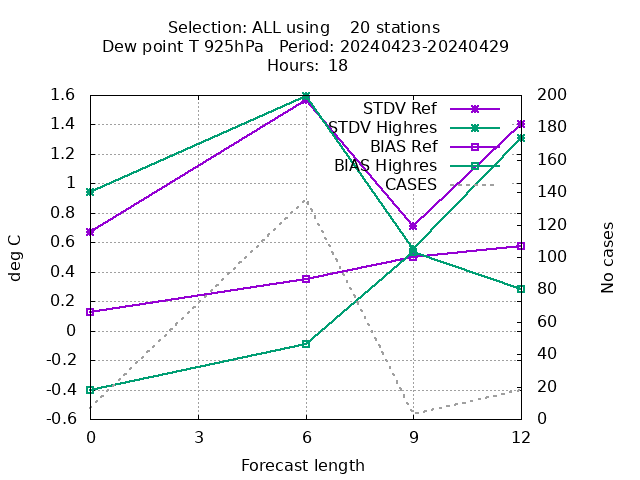 Selection: ALL using    20 stations
Dew point T 925hPa   Period: 20240423-20240429
Hours: 18
1.6
1.4
1.2
1
0.8
0.6
0.4
0.2
0
-0.2
-0.4
-0.6
deg C
STDV Ref
STDV Highres
BIAS Ref
BIAS Highres
CASES
200
180
160
140
120
100
80
60
40
20
0
No cases
0 3 6 9 12
Forecast length